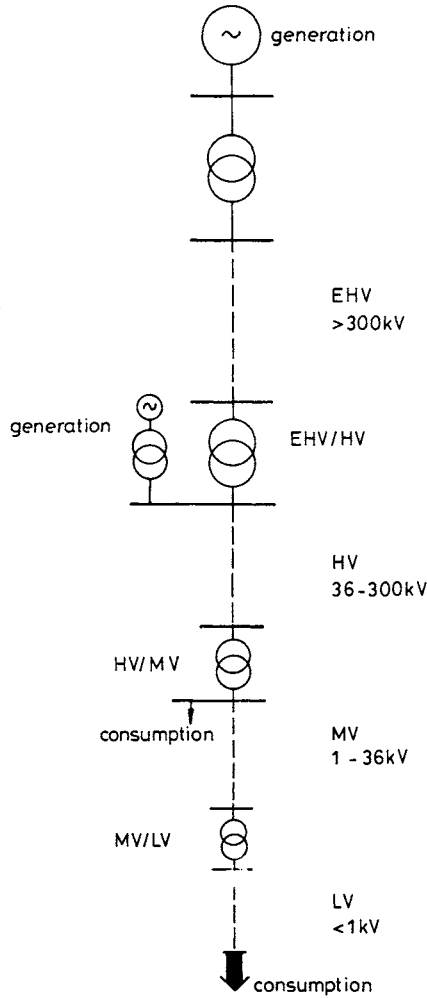 ~ generation
EHV
>300kV
~
generation
EHV/HV
HV
36-300kV
HV/MV
consumption
MV
1 - 36kV
MV/LV
LV
<1kV
consumption